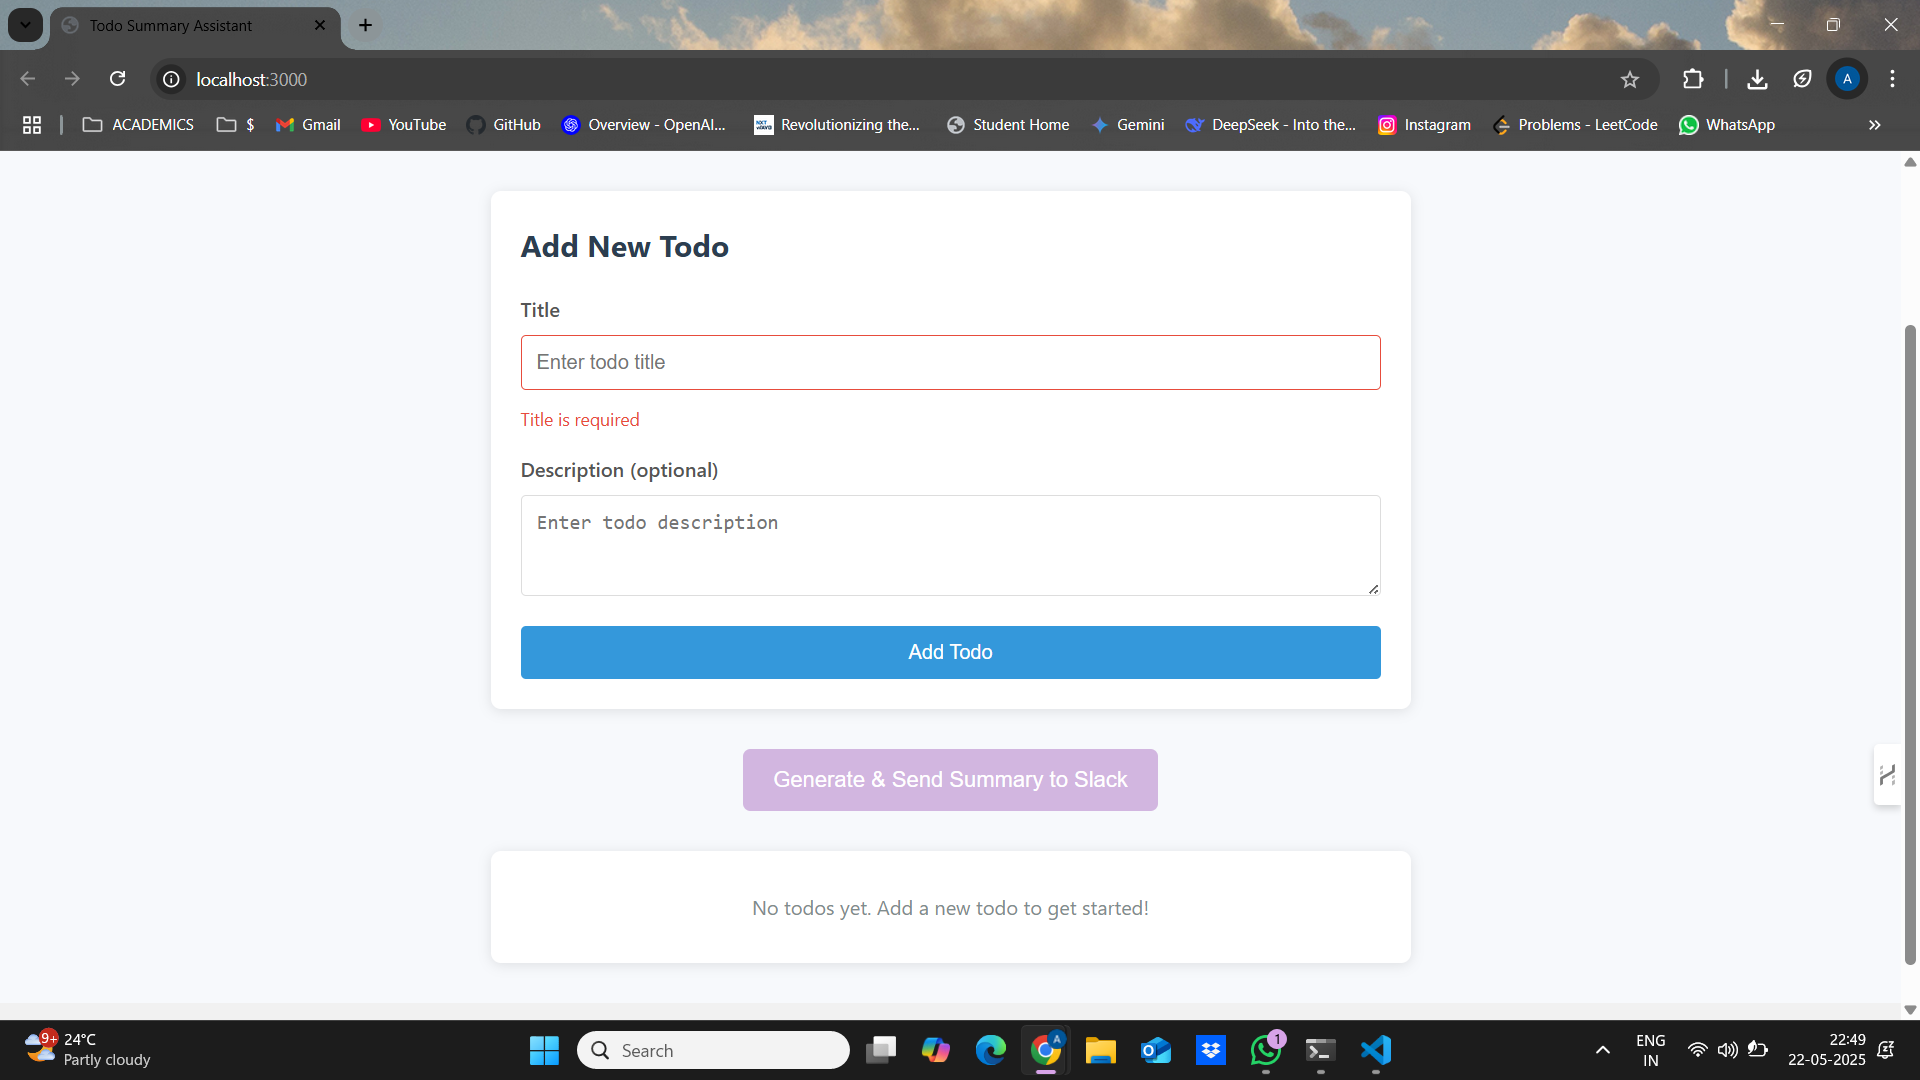 Todo Summary Assistant
localhost:3000
A
ACADEMICS
$
Gmail
YouTube
GitHub
Overview - OpenAI...
Revolutionizing the...
Student Home
Gemini
DeepSeek - Into the...
Instagram
Problems - LeetCode
WhatsApp
Add New Todo
Title
Enter todo title
Title is required
Description (optional)
Enter todo description
Add Todo
Generate & Send Summary to Slack
No todos yet. Add a new todo to get started!
9+
24°C
Partly cloudy
Search
A
1
ENG
IN
22:49
22-05-2025